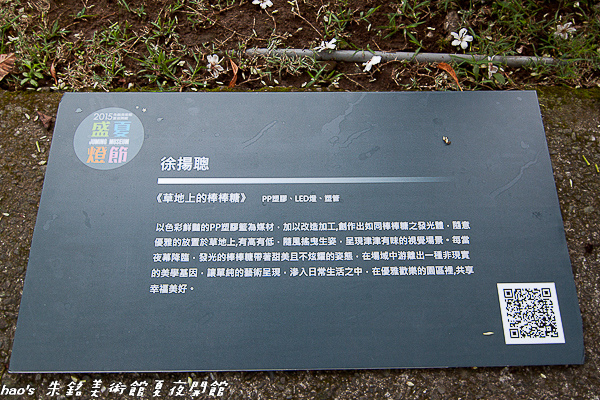 2015
盛夏
JUMING MUSEUM
燈節
徐揚聰
《草地上的棒棒糖》 PP塑膠、LED燈、塑管
以色彩鮮豔的PP塑膠籃為媒材，加以改造加工,創作出如同棒棒糖之發光體，隨意
優雅的放置於草地上,有高有低，隨風搖曳生姿，呈現津津有味的視覺場景。每當
夜幕降臨，發光的棒棒糖帶著甜美且不炫耀的姿態，在場域中游離出一種非現實
的美學基因，讓單純的藝術呈現，滲入日常生活之中，在優雅歡樂的園區裡,共享
幸福美好。
hao's 朱銘美術館夏夜開館